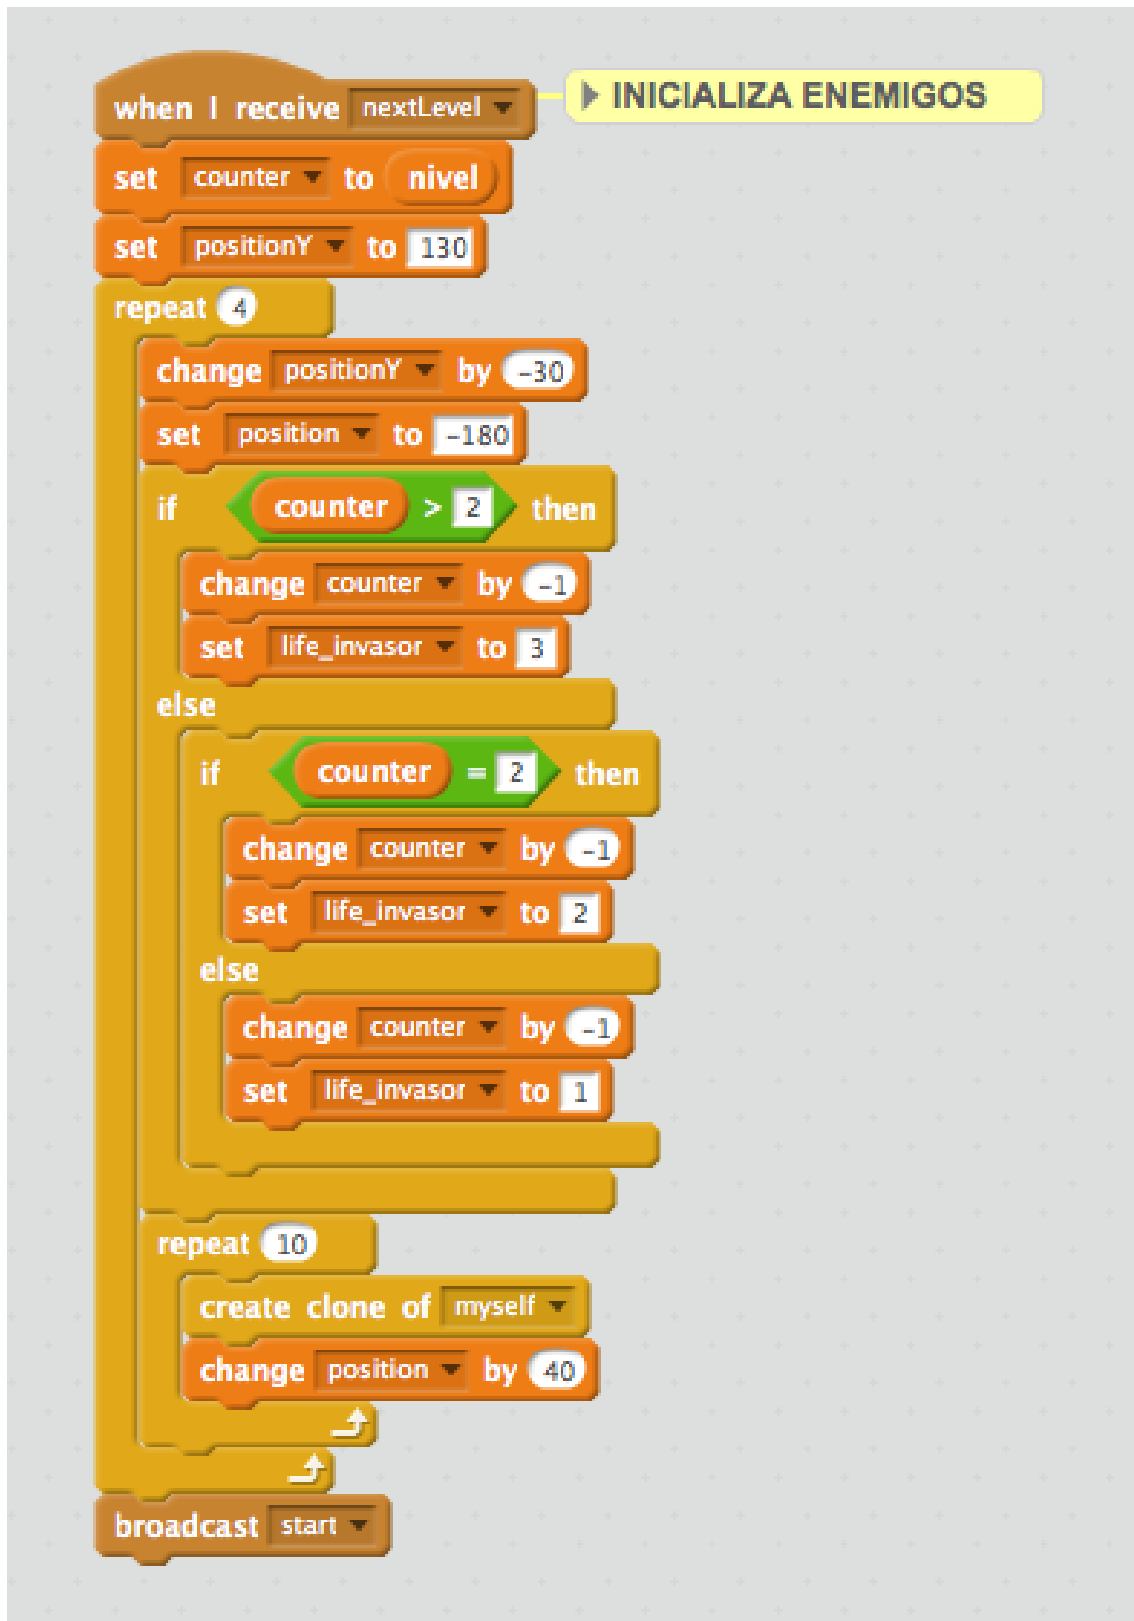 when I receive nextLevel INICIALIZA ENEMIGOS
set counter to nivel
set positionY to 130
repeat 4
change positionY by -30
set position to -180
if counter > 2 then
change counter by -1
set life_invasor to 3
else
if counter = 2 then
change counter by -1
set life_invasor to 2
else
change counter by -1
set life_invasor to 1
repeat 10
create clone of myself
change position by 40
broadcast start